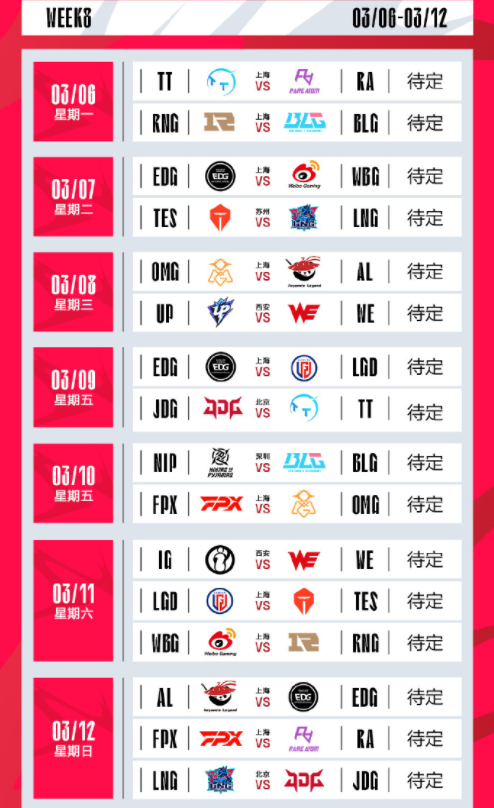 WEEK8 03/06-03/12
03/06 星期一
TT 上海 VS RARE ATOM RA 待定
RNG 上海 VS BLG BLG 待定
03/07 星期二
EDG EDG 上海 VS Weibo Gaming WBG 待定
TES 苏州 VS LNG LNG 待定
03/08 星期三
OMG 上海 VS Anyone's Legend AL 待定
UP UP 西安 VS WE WE 待定
03/09 星期五
EDG EDG 上海 VS LGD 待定
JDG JDG 北京 VS TT TT 待定
03/10 星期五
NIP NINJAS IN PYJAMAS 深圳 VS BLG BLG 待定
FPX FPX 上海 VS OMG 待定
03/11 星期六
IG 西安 VS WE WE 待定
LGD 上海 VS TES 待定
WBG Weibo Gaming 上海 VS RNG 待定
03/12 星期日
AL Anyone's Legend 上海 VS EDG EDG 待定
FPX FPX 上海 VS RARE ATOM RA 待定
LNG LNG 北京 VS JDG JDG 待定